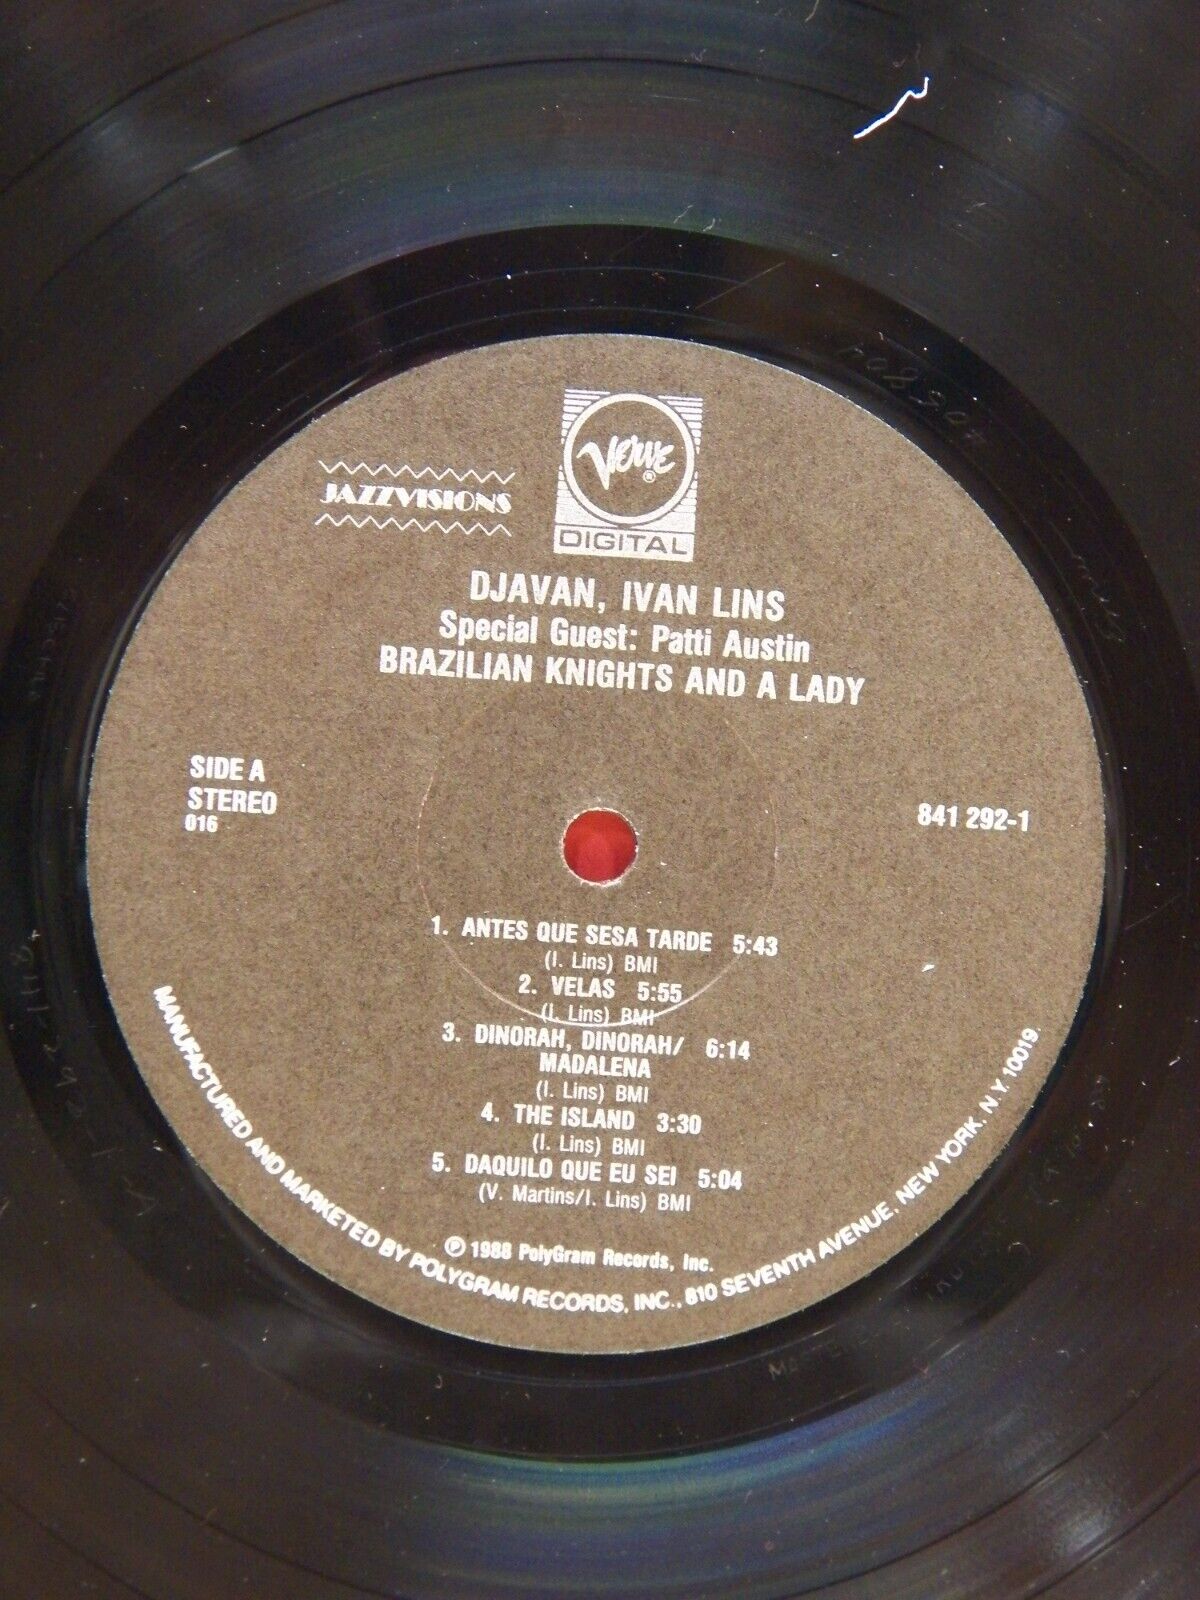 Verve ®
JAZZVISIONS
DIGITAL
DJAVAN, IVAN LINS
Special Guest: Patti Austin
BRAZILIAN KNIGHTS AND A LADY
SIDE A
STEREO
016
841 292-1
1. ANTES QUE SESA TARDE 5:43
(I. Lins) BMI
2. VELAS 5:55
(I. Lins) BMI
3. DINORAH, DINORAH/ 6:14
MADALENA
(I. Lins) BMI
4. THE ISLAND 3:30
(I. Lins) BMI
5. DAQUILO QUE EU SEI 5:04
(V. Martins/I. Lins) BMI
℗ 1988 PolyGram Records, Inc.
MANUFACTURED AND MARKETED BY POLYGRAM RECORDS, INC., 810 SEVENTH AVENUE, NEW YORK, N.Y. 10019.